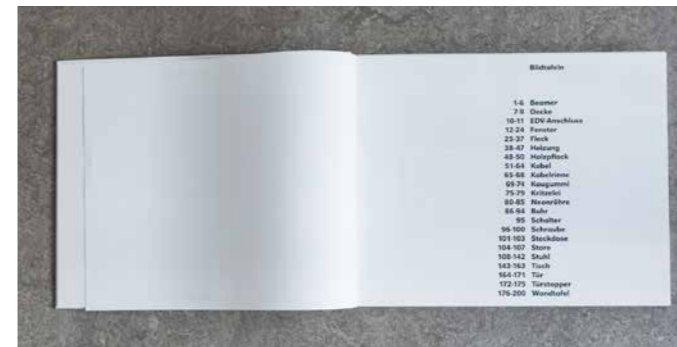 Bildtafeln
1-6 Beamer
7-9 Decke
10-11 EDV-Anschluss
12-24 Fenster
25-37 Fleck
38-47 Heizung
48-50 Holzpflock
51-64 Kabel
65-68 Kabelrinne
69-74 Kaugummi
75-79 Kritzelei
80-85 Neonröhre
86-94 Rohr
95 Schalter
96-100 Schraube
101-103 Steckdose
104-107 Store
108-142 Stuhl
143-163 Tisch
164-171 Tür
172-175 Türstopper
176-200 Wandtafel